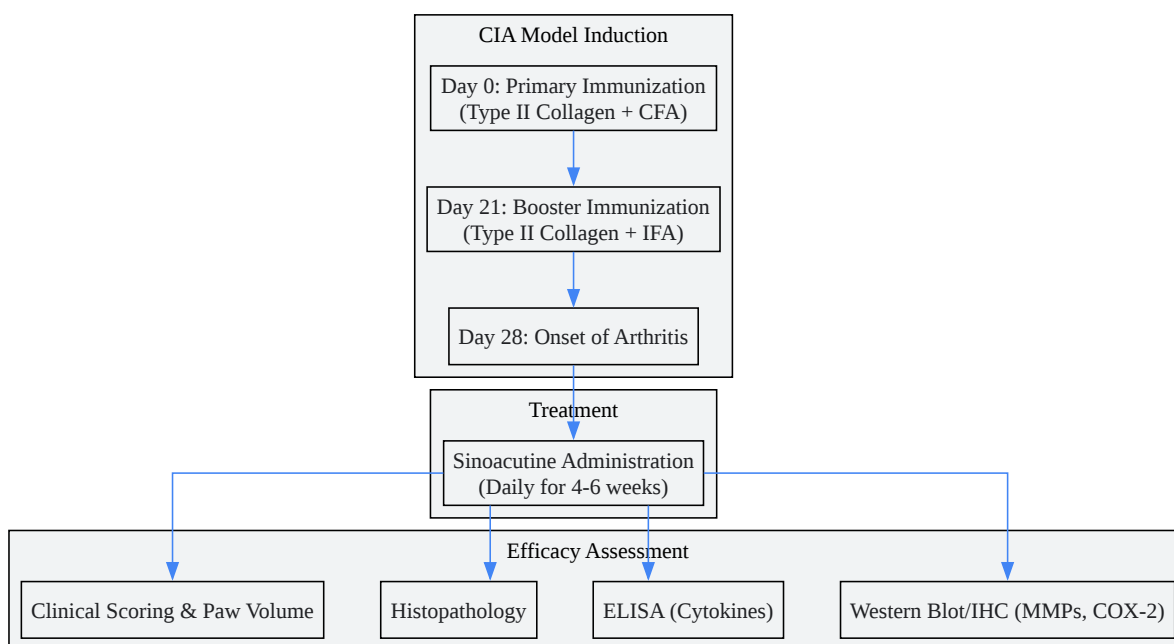 CIA Model Induction
Day 0: Primary Immunization
(Type II Collagen + CFA)
Day 21: Booster Immunization
(Type II Collagen + IFA)
Day 28: Onset of Arthritis
Treatment
Sinoacutine Administration
(Daily for 4-6 weeks)
Efficacy Assessment
Clinical Scoring & Paw Volume
Histopathology
ELISA (Cytokines)
Western Blot/IHC (MMPs, COX-2)